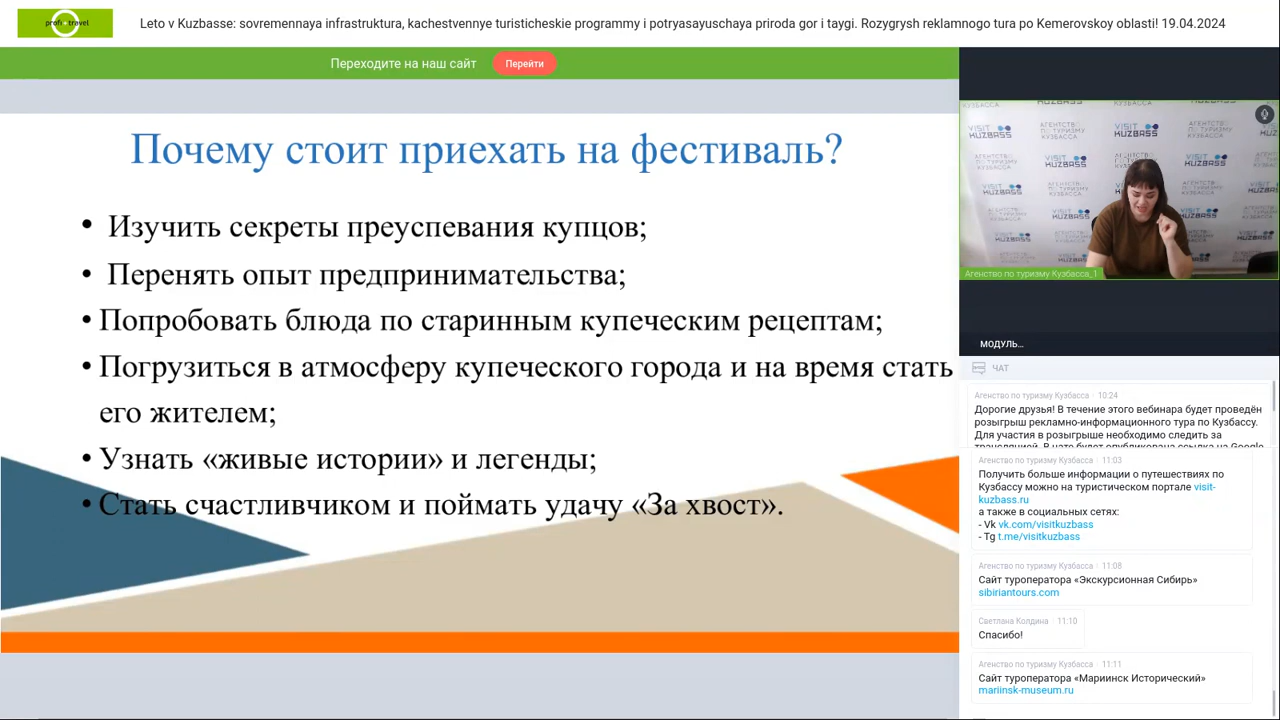 profi travel
Leto v Kuzbasse: sovremennaya infrastruktura, kachestvennye turisticheskie programmy i potryasayuschaya priroda gor i taygi. Rozygrysh reklamnogo tura po Kemerovskoy oblasti! 19.04.2024
Переходите на наш сайт Перейти
Почему стоит приехать на фестиваль?
• Изучить секреты преуспевания купцов;
• Перенять опыт предпринимательства;
• Попробовать блюда по старинным купеческим рецептам;
• Погрузиться в атмосферу купеческого города и на время стать
его жителем;
• Узнать «живые истории» и легенды;
• Стать счастливчиком и поймать удачу «За хвост».
VISIT KUZBASS
АГЕНТСТВО ПО ТУРИЗМУ КУЗБАССА
Агенство по туризму Кузбасса_1
МОДУЛЬ...
ЧАТ
Агенство по туризму Кузбасса 10:24
Дорогие друзья! В течение этого вебинара будет проведён
розыгрыш рекламно-информационного тура по Кузбассу.
Для участия в розыгрыше необходимо следить за
Агенство по туризму Кузбасса 11:03
Получить больше информации о путешествиях по
Кузбассу можно на туристическом портале visit-
kuzbass.ru
а также в социальных сетях:
- Vk vk.com/visitkuzbass
- Tg t.me/visitkuzbass
Агенство по туризму Кузбасса 11:08
Сайт туроператора «Экскурсионная Сибирь»
sibiriantours.com
Светлана Колдина 11:10
Спасибо!
Агенство по туризму Кузбасса 11:11
Сайт туроператора «Мариинск Исторический»
mariinsk-museum.ru